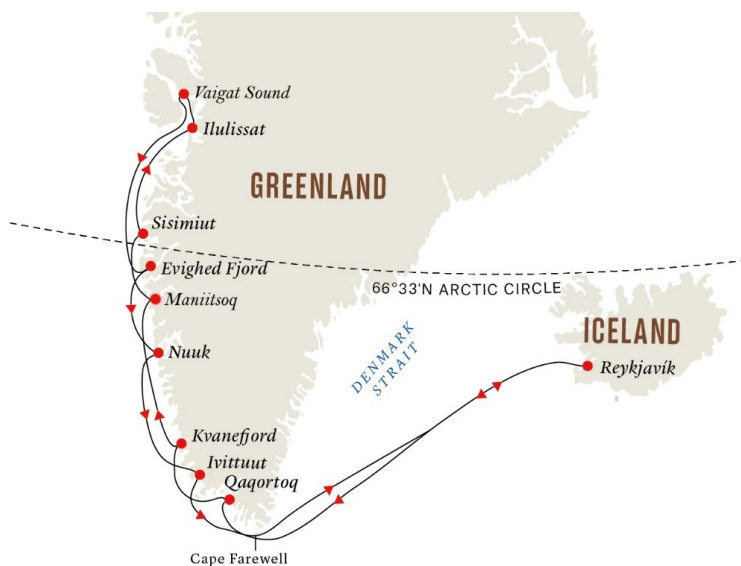 Vaigat Sound
Ilulissat
GREENLAND
Sisimiut
Evighed Fjord
66°33'N ARCTIC CIRCLE
Maniitsoq
ICELAND
DENMARK
STRAIT
Nuuk
Reykjavík
Kvanefjord
Ivittuut
Qaqortoq
Cape Farewell